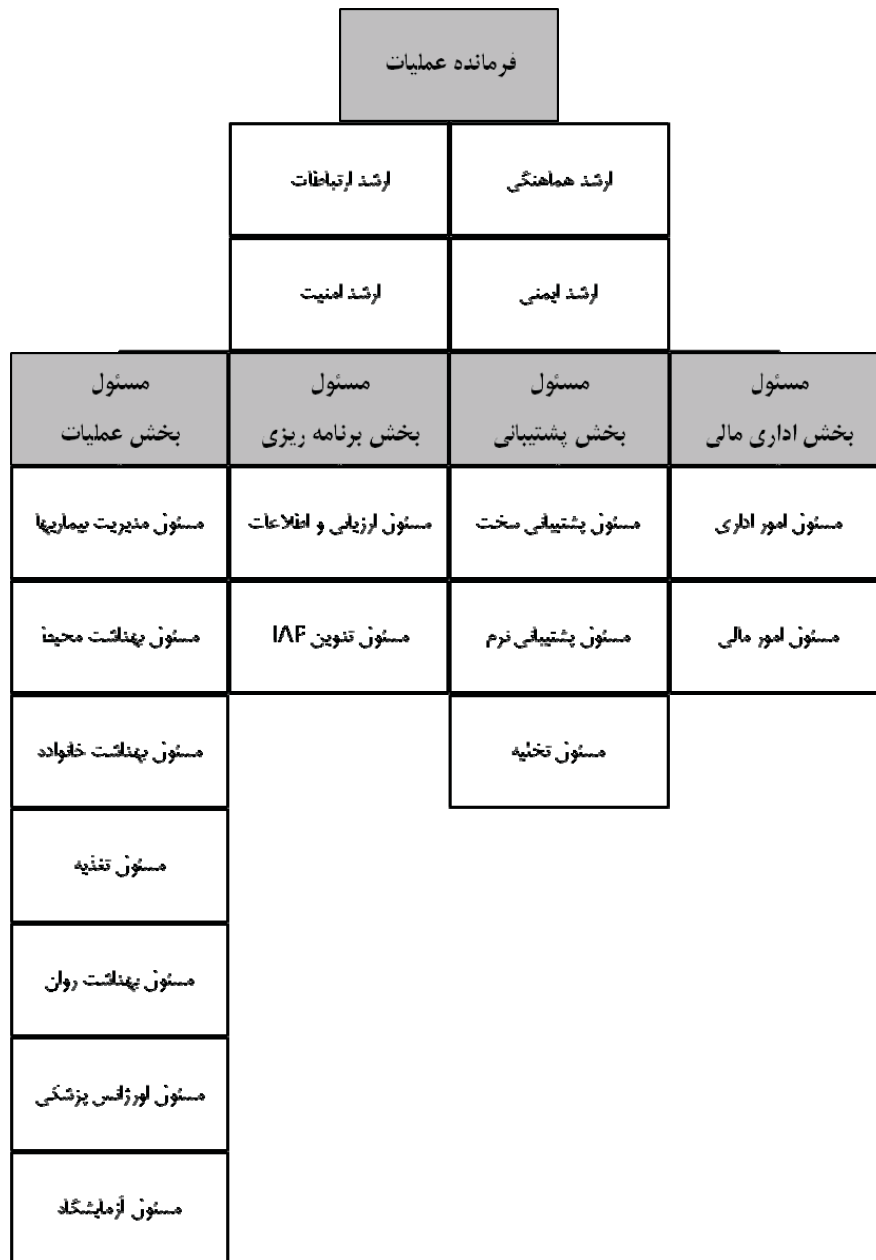 فرمانده عملیات
ارشد هماهنگی
ارشد ارتباطات
ارشد ایمنی
ارشد امنیت
مسئول
بخش اداری مالی
مسئول
بخش پشتیبانی
مسئول
بخش برنامه ریزی
مسئول
بخش عملیات
مسئول امور اداری
مسئول پشتیبانی سخت
مسئول ارزیابی و اطلاعات
مسئول مدیریت بیماریها
مسئول امور مالی
مسئول پشتیبانی نرم
مسئول تدوین IAP
مسئول بهداشت محیط
مسئول تخلیه
مسئول بهداشت خانواده
مسئول تغذیه
مسئول بهداشت روان
مسئول اورژانس پزشکی
مسئول آزمایشگاه